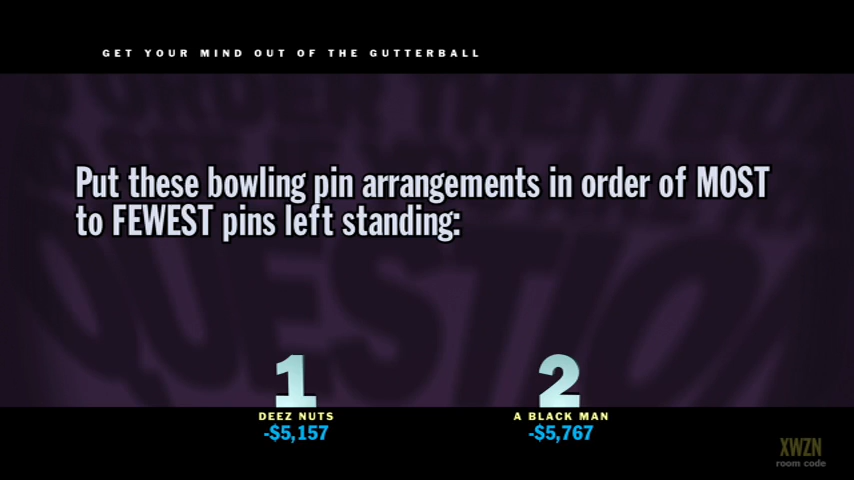 GET YOUR MIND OUT OF THE GUTTERBALL
Put these bowling pin arrangements in order of MOST
to FEWEST pins left standing:
1
2
DEEZ NUTS
A BLACK MAN
-$5,157
-$5,767
XWZN
room code
QUESTION